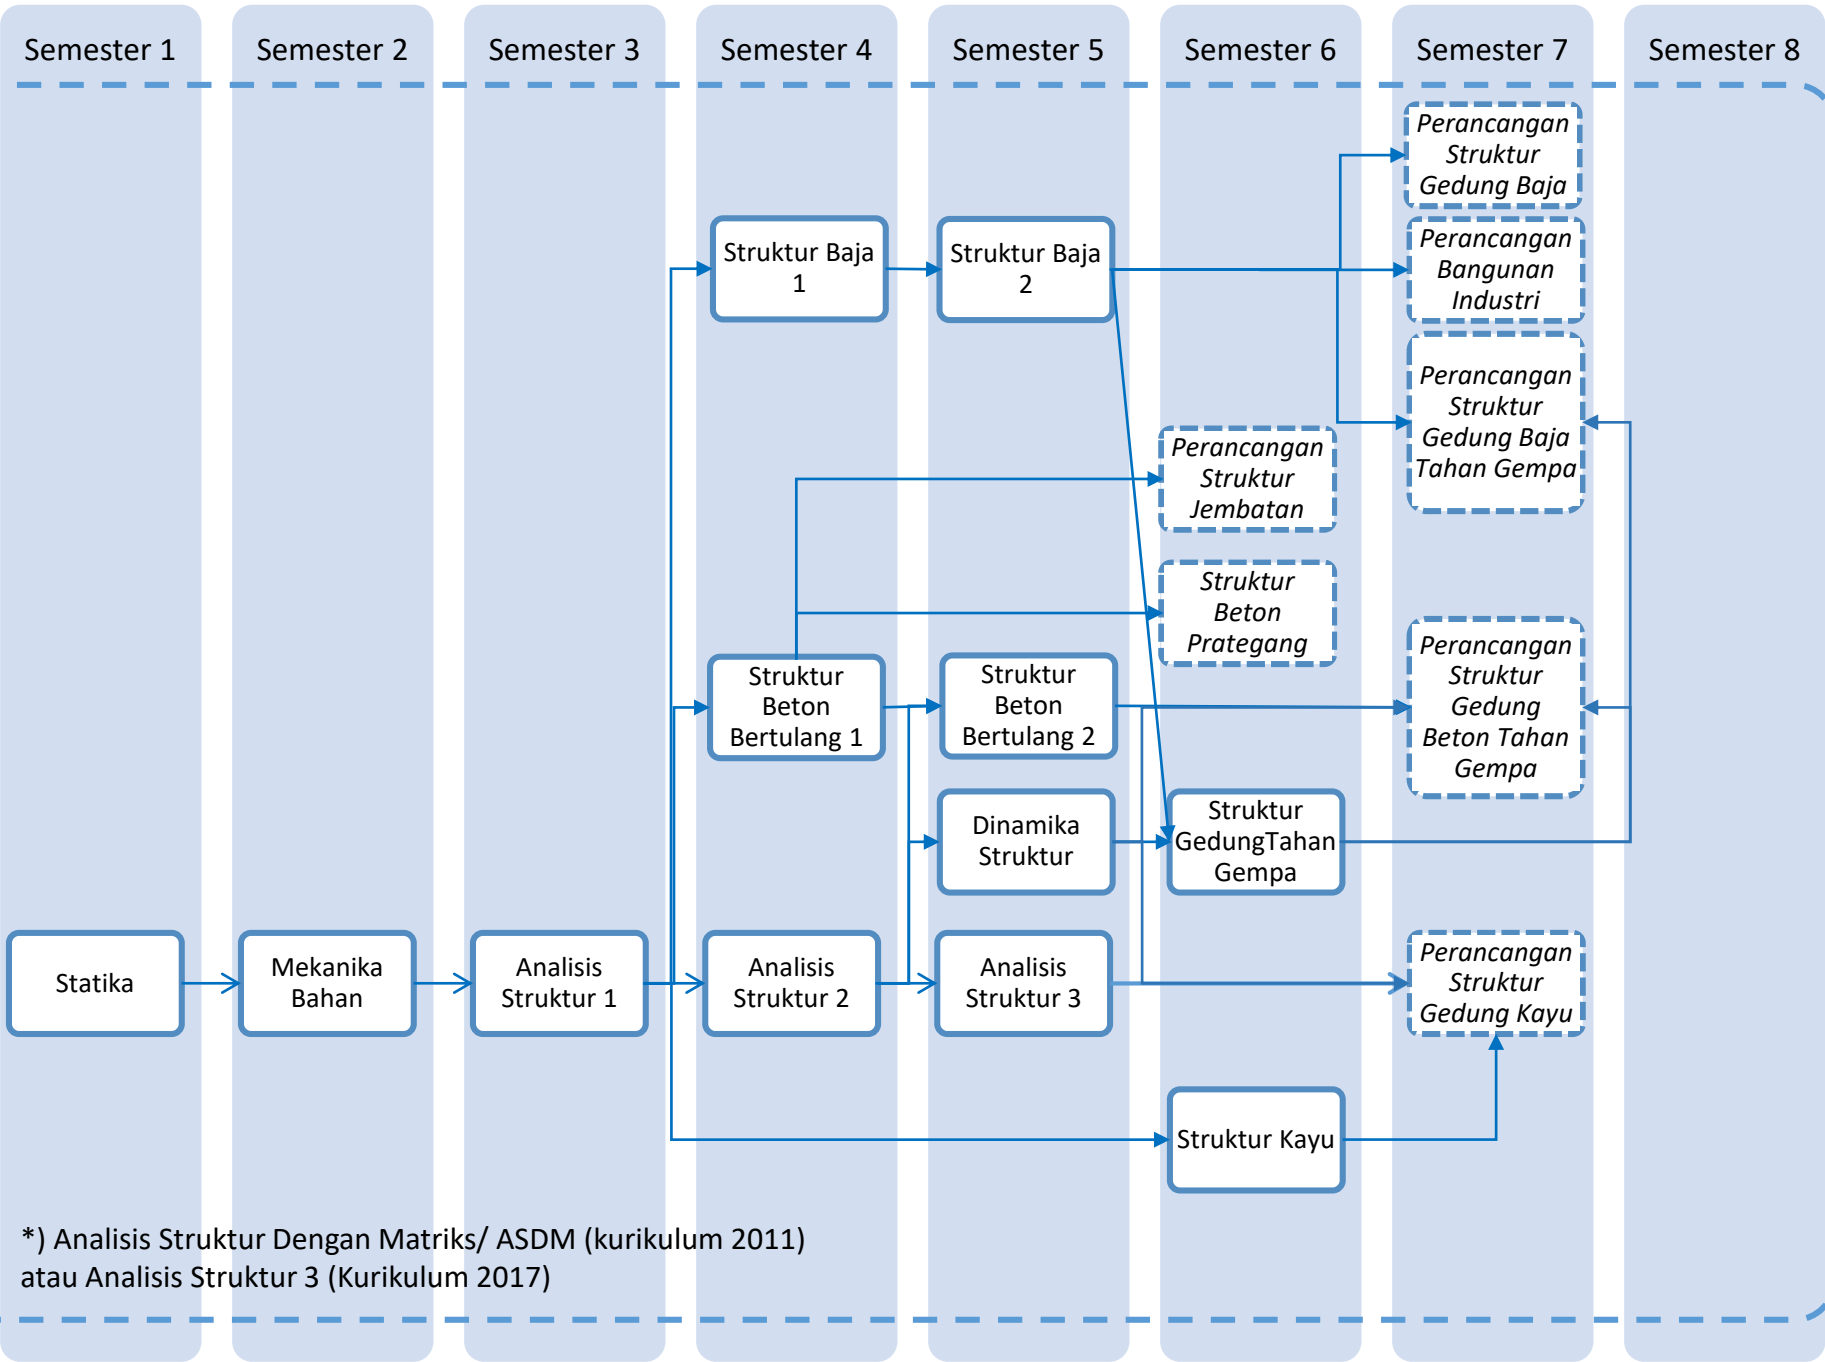 Semester 1
Semester 2
Semester 3
Semester 4
Semester 5
Semester 6
Semester 7
Semester 8
Perancangan
Struktur
Gedung Baja
Struktur Baja
1
Struktur Baja
2
Perancangan
Bangunan
Industri
Perancangan
Struktur
Gedung Baja
Tahan Gempa
Perancangan
Struktur
Jembatan
Struktur
Beton
Prategang
Struktur
Beton
Bertulang 1
Struktur
Beton
Bertulang 2
Perancangan
Struktur
Gedung
Beton Tahan
Gempa
Dinamika
Struktur
Struktur
GedungTahan
Gempa
Statika
Mekanika
Bahan
Analisis
Struktur 1
Analisis
Struktur 2
Analisis
Struktur 3
Perancangan
Struktur
Gedung Kayu
Struktur Kayu
*) Analisis Struktur Dengan Matriks/ ASDM (kurikulum 2011)
atau Analisis Struktur 3 (Kurikulum 2017)